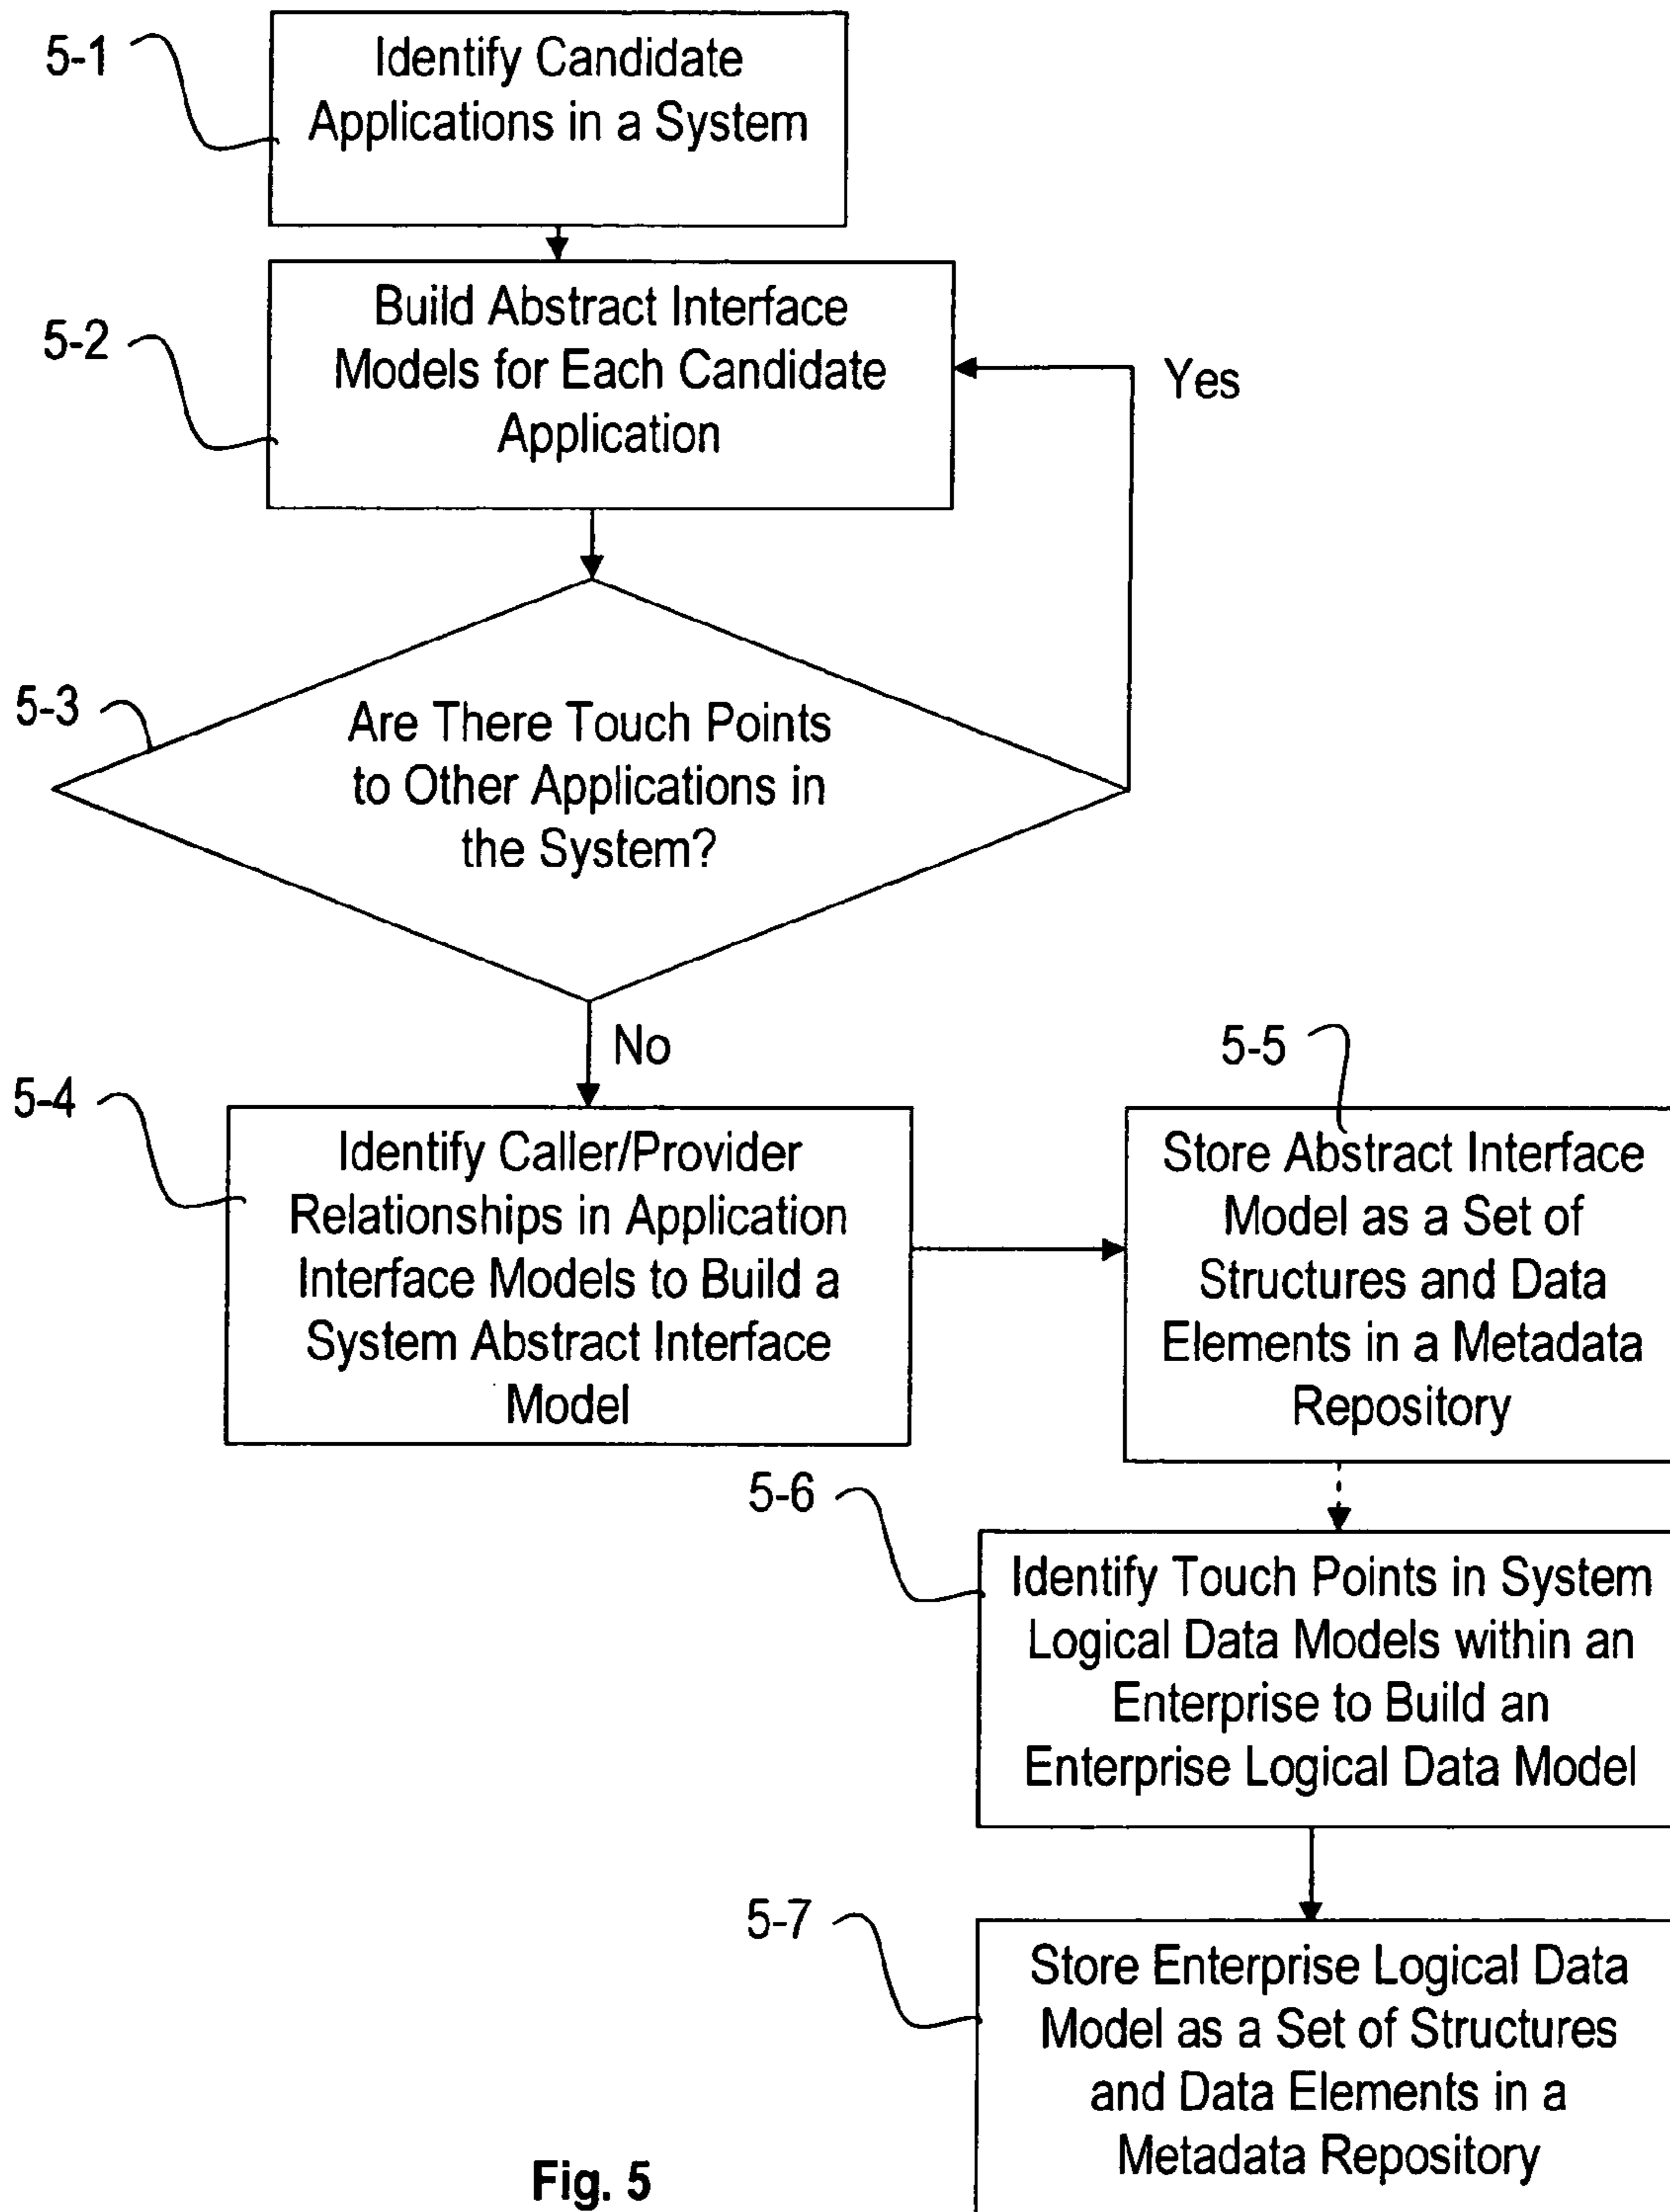 5-1
Identify Candidate
Applications in a System
5-2
Build Abstract Interface
Models for Each Candidate
Application
Yes
5-3
Are There Touch Points
to Other Applications in
the System?
No
5-4
Identify Caller/Provider
Relationships in Application
Interface Models to Build a
System Abstract Interface
Model
5-5
Store Abstract Interface
Model as a Set of
Structures and Data
Elements in a Metadata
Repository
5-6
Identify Touch Points in System
Logical Data Models within an
Enterprise to Build an
Enterprise Logical Data Model
5-7
Store Enterprise Logical Data
Model as a Set of Structures
and Data Elements in a
Metadata Repository
Fig. 5